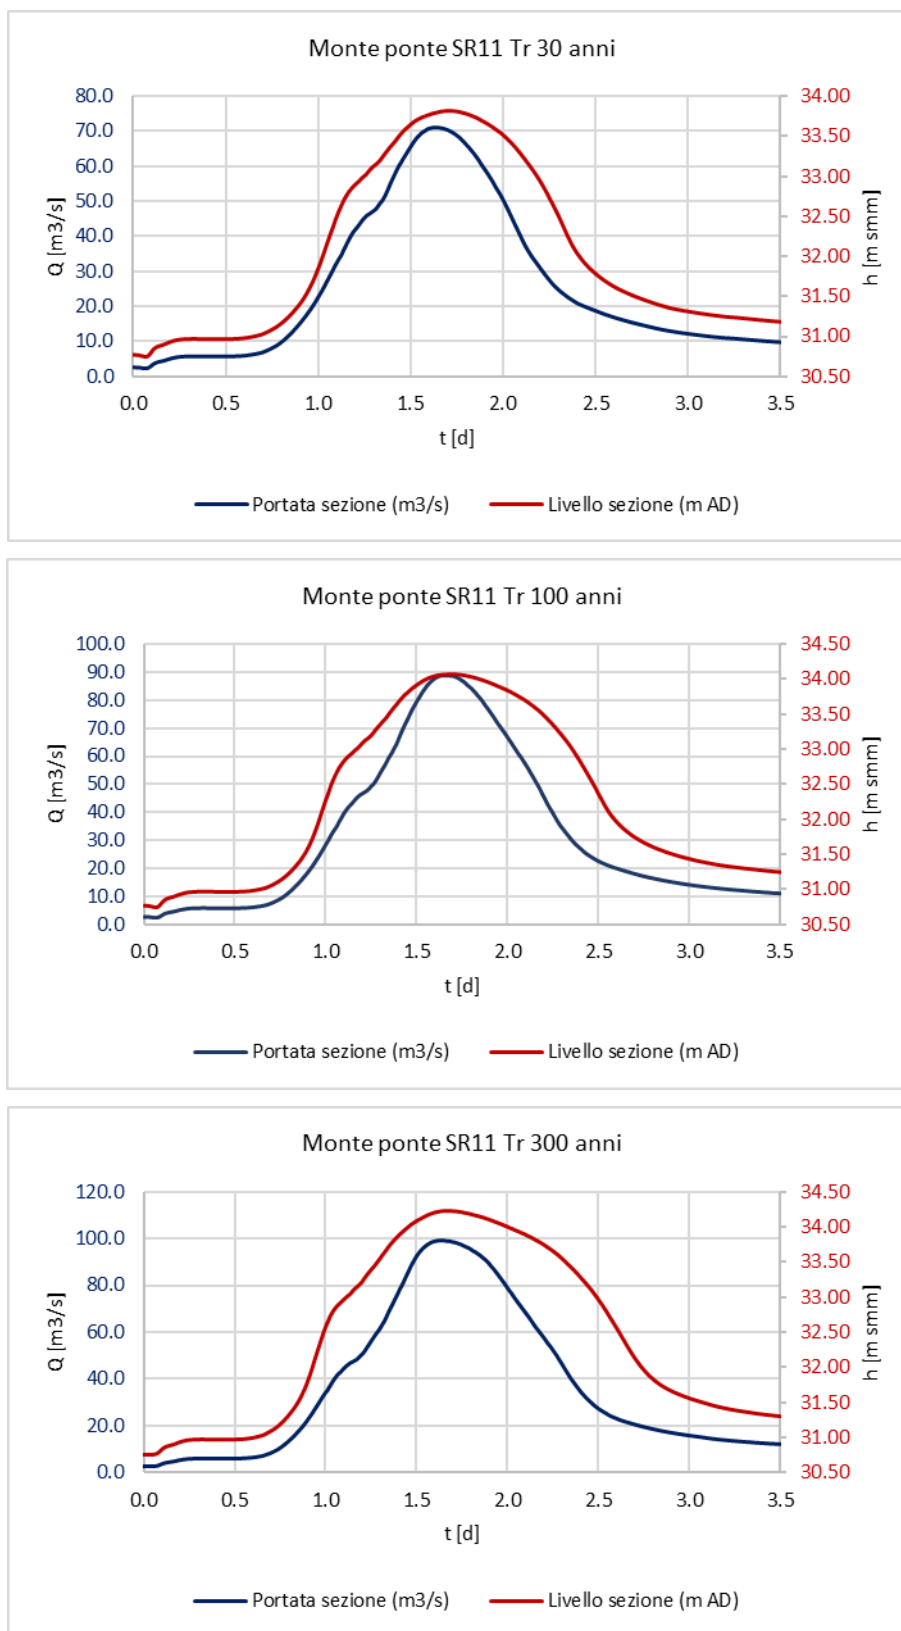 Monte ponte SR11 Tr 30 anni
80.0
70.0
60.0
50.0
40.0
30.0
20.0
10.0
0.0
Q [m3/s]
34.00
33.50
33.00
32.50
32.00
31.50
31.00
30.50
h [m smm]
0.0 0.5 1.0 1.5 2.0 2.5 3.0 3.5
t [d]
Portata sezione (m3/s) Livello sezione (m AD)
Monte ponte SR11 Tr 100 anni
100.0
90.0
80.0
70.0
60.0
50.0
40.0
30.0
20.0
10.0
0.0
Q [m3/s]
34.50
34.00
33.50
33.00
32.50
32.00
31.50
31.00
30.50
h [m smm]
0.0 0.5 1.0 1.5 2.0 2.5 3.0 3.5
t [d]
Portata sezione (m3/s) Livello sezione (m AD)
Monte ponte SR11 Tr 300 anni
120.0
100.0
80.0
60.0
40.0
20.0
0.0
Q [m3/s]
34.50
34.00
33.50
33.00
32.50
32.00
31.50
31.00
30.50
h [m smm]
0.0 0.5 1.0 1.5 2.0 2.5 3.0 3.5
t [d]
Portata sezione (m3/s) Livello sezione (m AD)